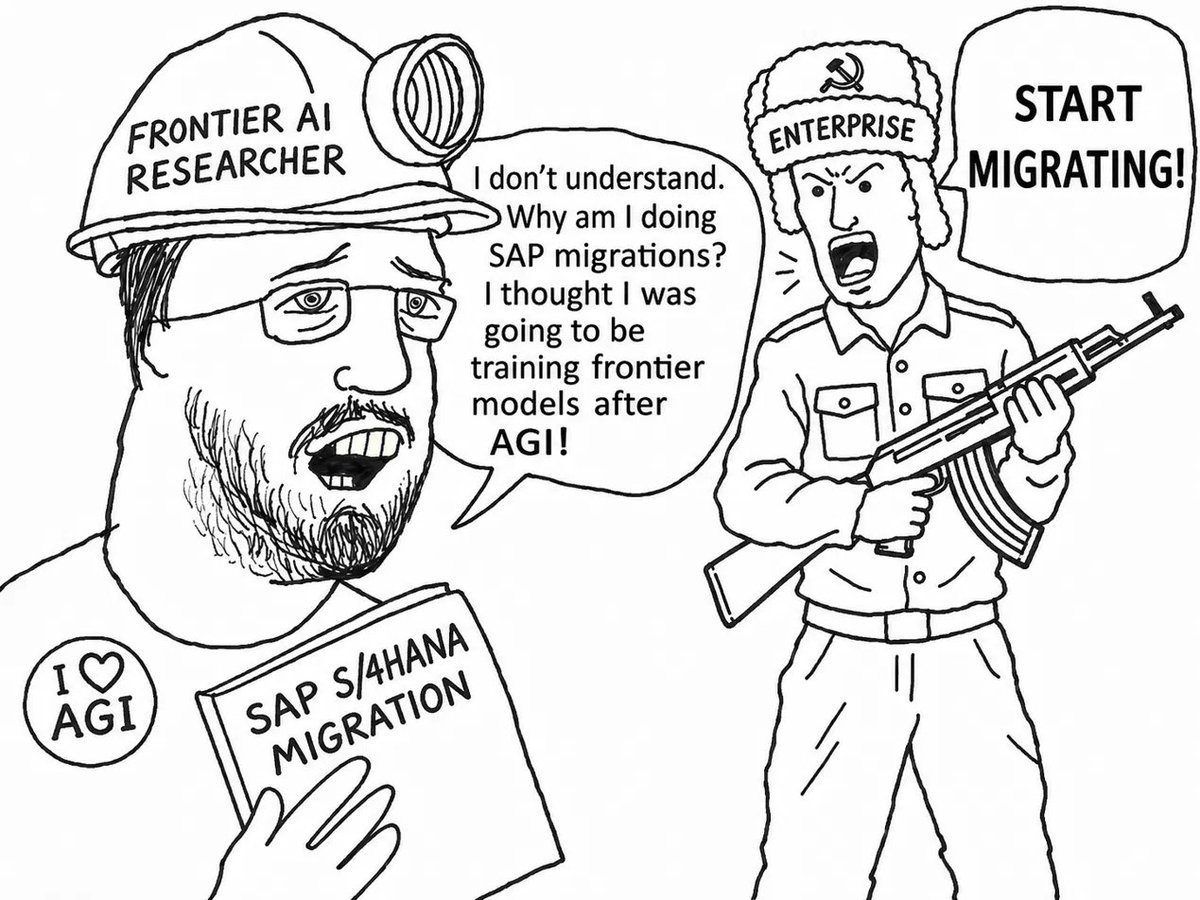 FRONTIER AI
RESEARCHER
I don't understand.
Why am I doing
SAP migrations?
I thought I was
going to be
training frontier
models after
AGI!
ENTERPRISE
START
MIGRATING!
I ♡
AGI
SAP S/4HANA
MIGRATION